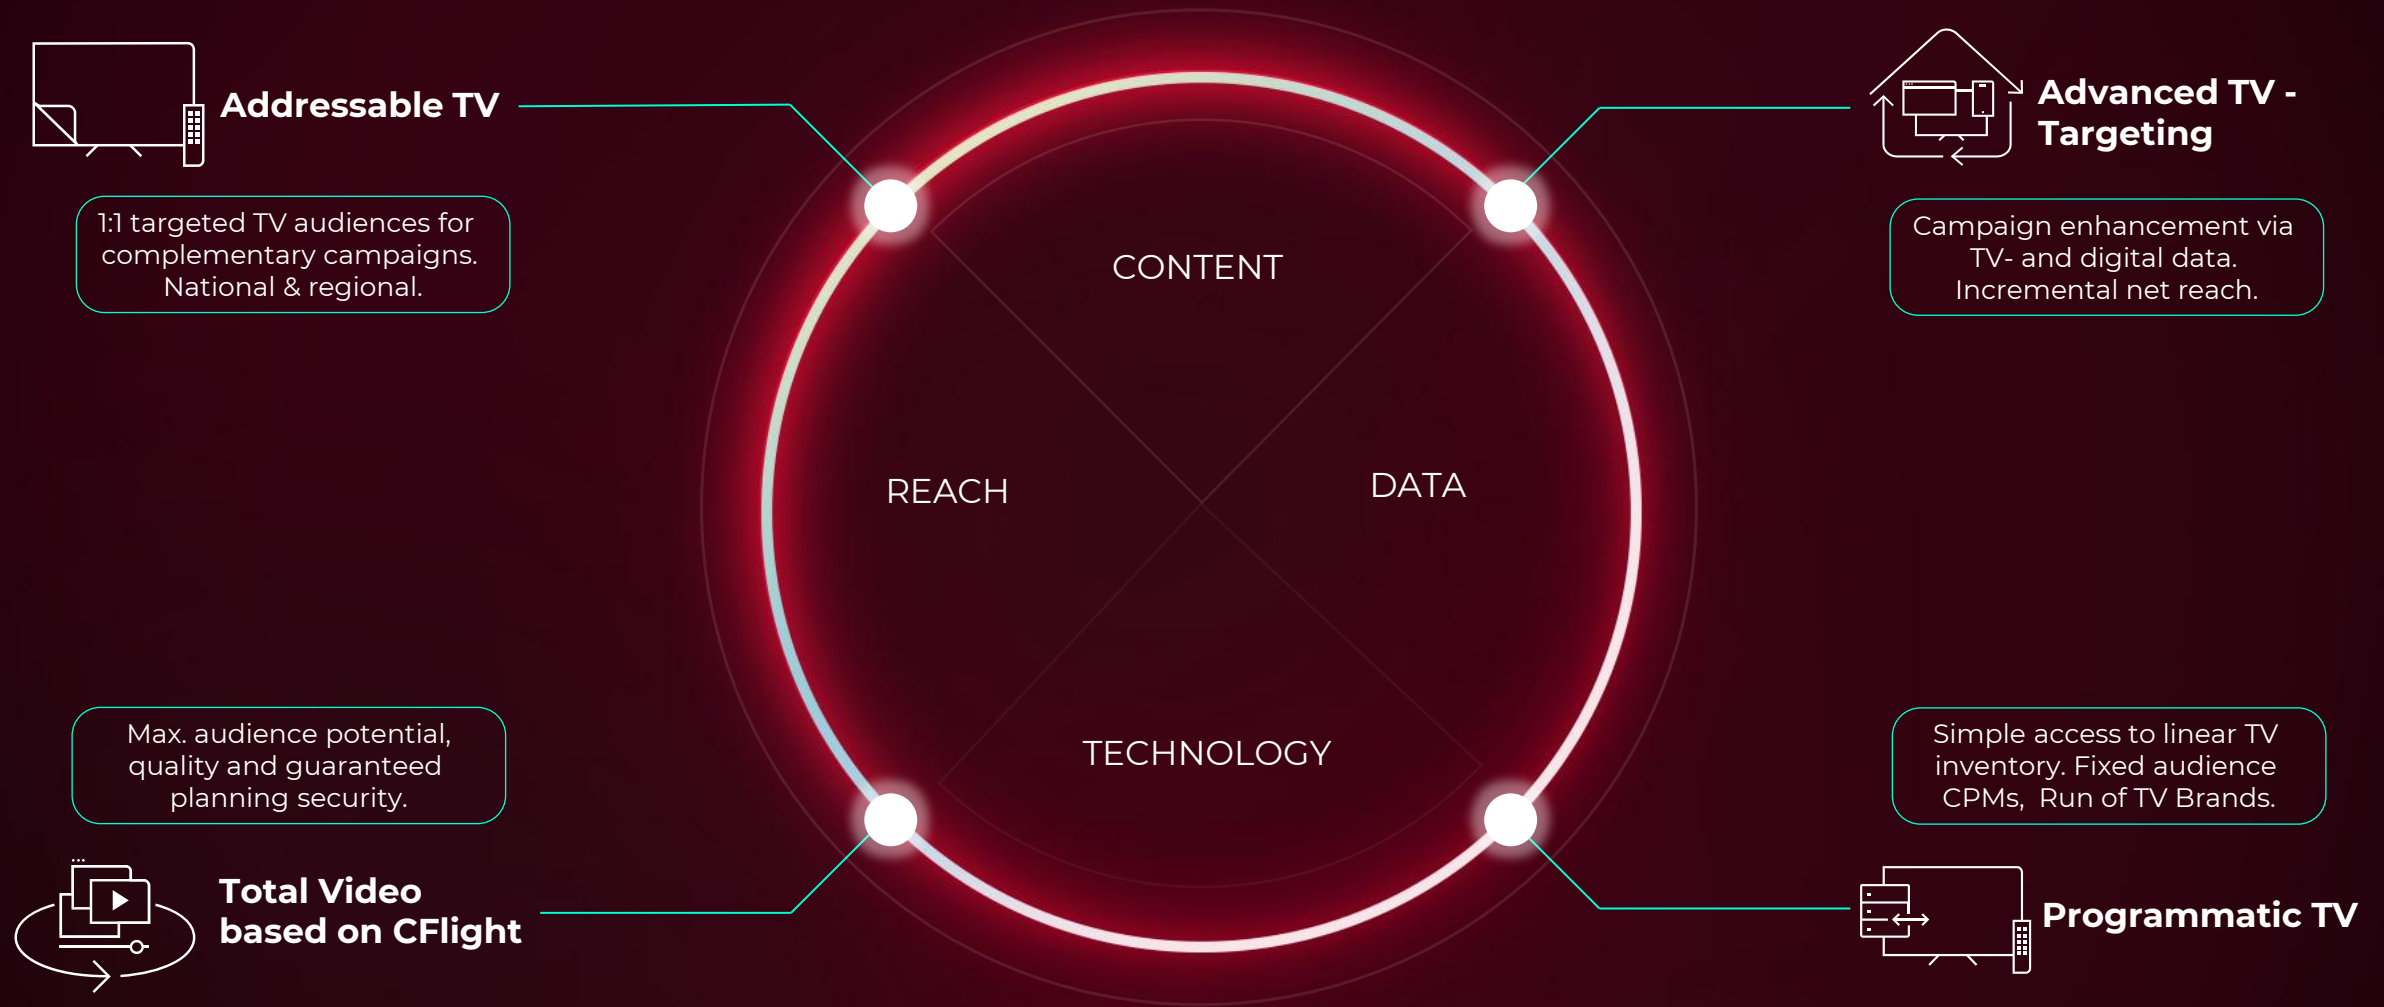 Addressable TV
1:1 targeted TV audiences for
complementary campaigns.
National & regional.
Advanced TV -
Targeting
Campaign enhancement via
TV- and digital data.
Incremental net reach.
CONTENT
REACH
DATA
TECHNOLOGY
Max. audience potential,
quality and guaranteed
planning security.
Total Video
based on CFlight
Simple access to linear TV
inventory. Fixed audience
CPMs, Run of TV Brands.
Programmatic TV